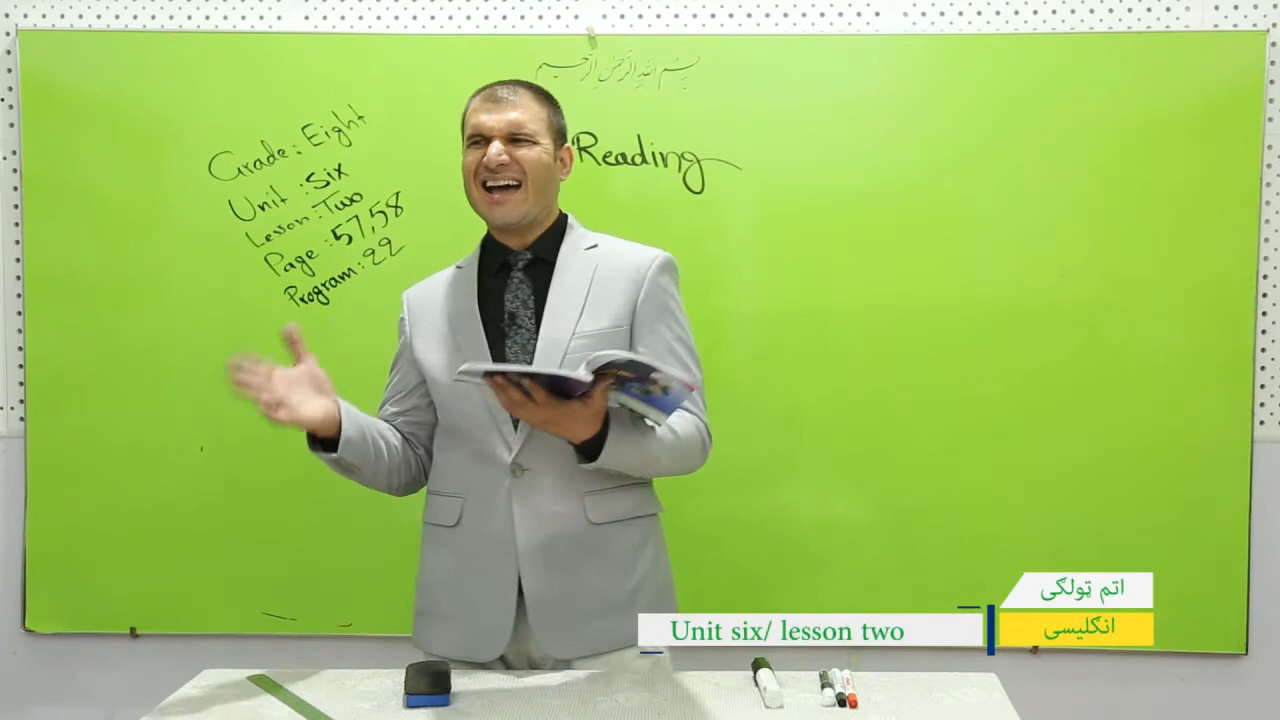 بسم الله الرحمن الرحیم
Reading
Grade: Eight
Unit: Six
Lesson: Two
Page: 57,58
Program: 22
اتم ټولګی
انګلیسی
Unit six/ lesson two